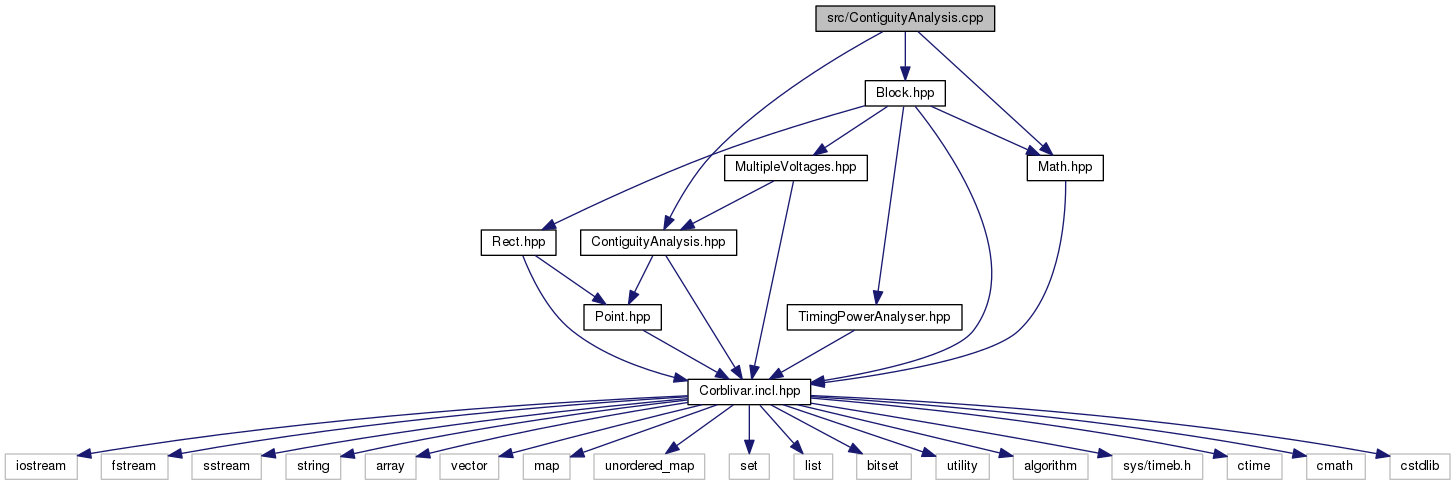 src/ContiguityAnalysis.cpp
Block.hpp
MultipleVoltages.hpp
Math.hpp
Rect.hpp
ContiguityAnalysis.hpp
Point.hpp
TimingPowerAnalyser.hpp
Corblivar.incl.hpp
iostream
fstream
sstream
string
array
vector
map
unordered_map
set
list
bitset
utility
algorithm
sys/timeb.h
ctime
cmath
cstdlib